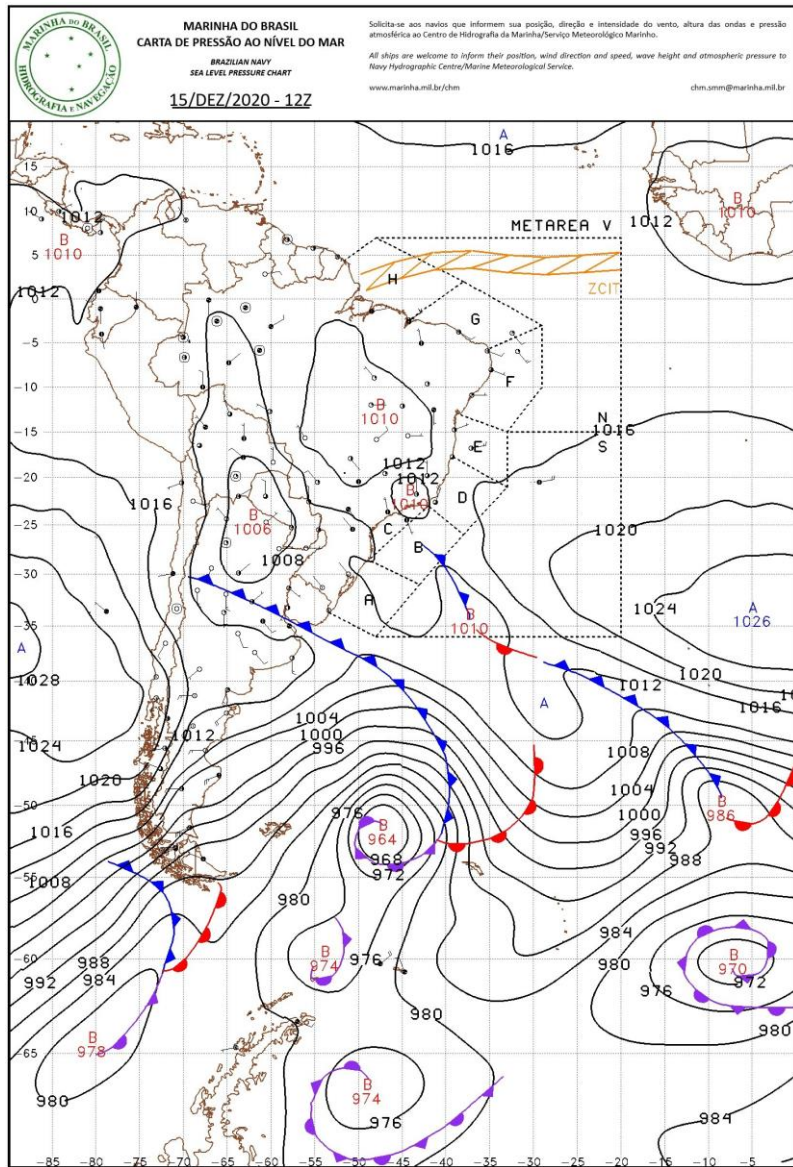 MARINHA DO BRASIL
HIDROGRAFIA E NAVEGAÇÃO
MARINHA DO BRASIL
CARTA DE PRESSÃO AO NÍVEL DO MAR
BRAZILIAN NAVY
SEA LEVEL PRESSURE CHART
15/DEZ/2020 - 12Z
Solicita-se aos navios que informem sua posição, direção e intensidade do vento, altura das ondas e pressão
atmosférica ao Centro de Hidrografia da Marinha/Serviço Meteorológico Marinho.
All ships are welcome to inform their position, wind direction and speed, wave height and atmospheric pressure to
Navy Hydrographic Centre/Marine Meteorological Service.
www.marinha.mil.br/chm
chm.smm@marinha.mil.br
A
1016
15
B
1010
10
1012
1012
METAREA V
B
1010
5
H
ZCIT
1012
0
G
-5
F
-10
B
1010
N
1016
-15
E
S
1012
1012
-20
1016
B
1010
D
B
1006
-25
C
1020
B
1008
-30
A
1024
A
1026
B
1010
A
1028
1020
-40
1012
1016
A
1004
1012
1024
1000
1008
-45
996
1020
1004
976
B
986
-50
B
964
1000
1016
996
968
992
972
988
-55
1008
980
984
988
B
974
976
980
B
970
-60
992
984
972
976
B
978
980
980
-65
B
974
980
976
984
-85
-80
-75
-70
-65
-60
-55
-50
-45
-40
-35
-30
-25
-20
-15
-10
-5